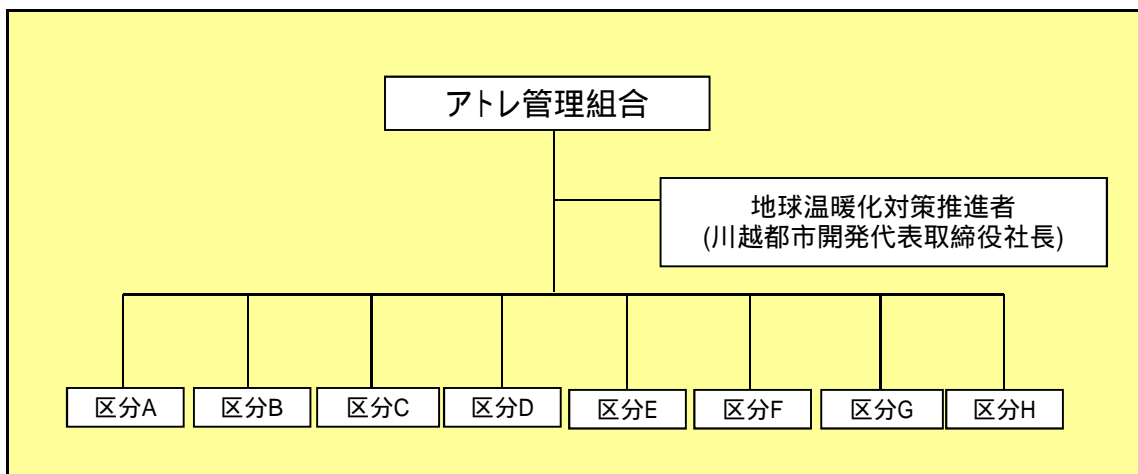 アトレ管理組合
地球温暖化対策推進者
(川越都市開発代表取締役社長)
区分A
区分B
区分C
区分D
区分E
区分F
区分G
区分H